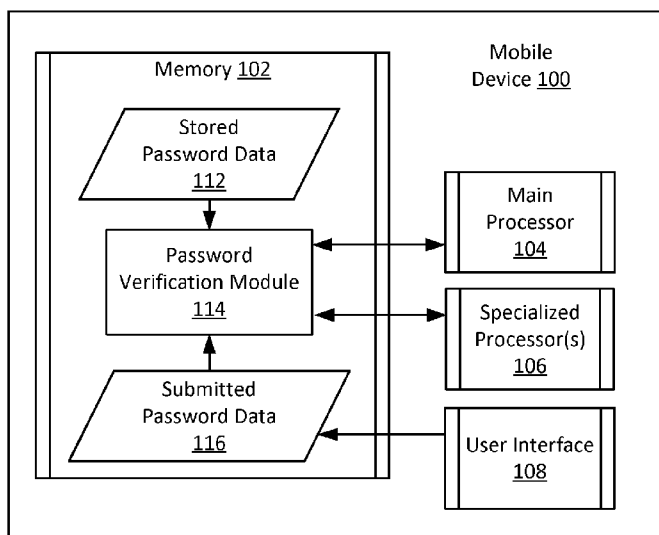 Mobile
Device 100
Memory 102
Stored
Password Data
112
Password
Verification Module
114
Submitted
Password Data
116
Main
Processor
104
Specialized
Processor(s)
106
User Interface
108